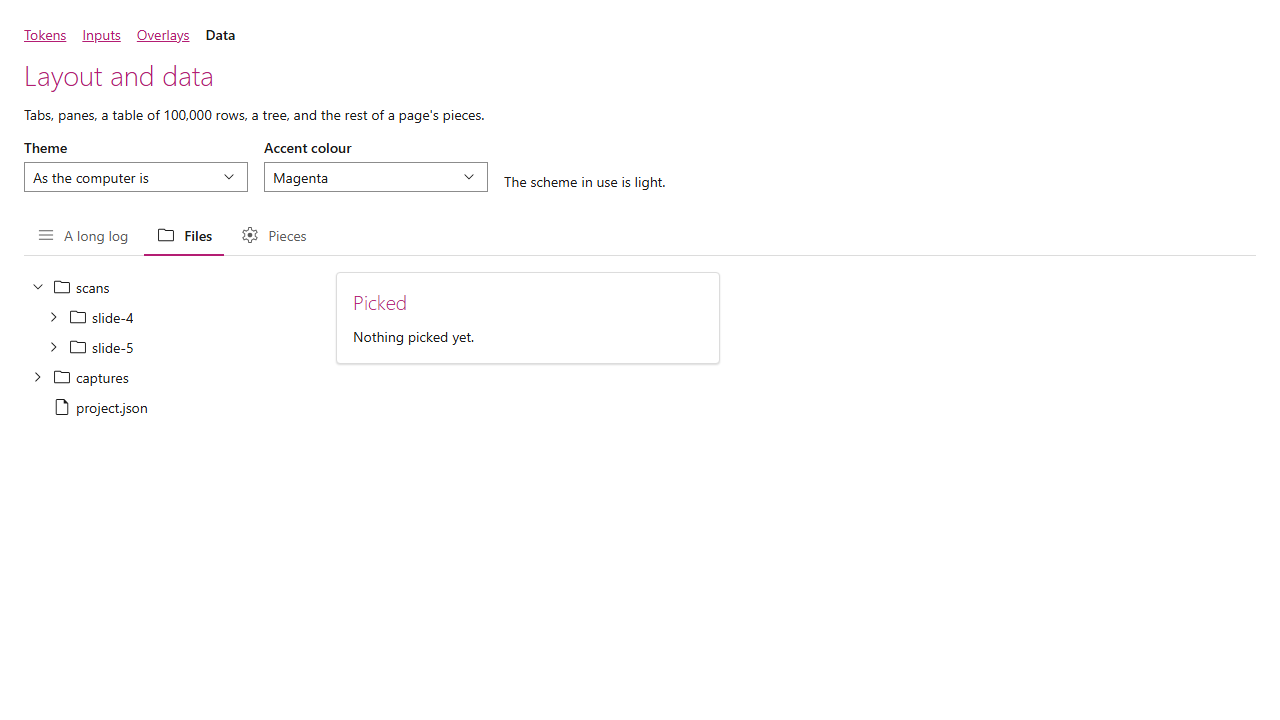 Tokens Inputs Overlays Data
Layout and data
Tabs, panes, a table of 100,000 rows, a tree, and the rest of a page's pieces.
Theme Accent colour
As the computer is Magenta The scheme in use is light.
A long log Files Pieces
scans
slide-4
slide-5
captures
project.json
Picked
Nothing picked yet.